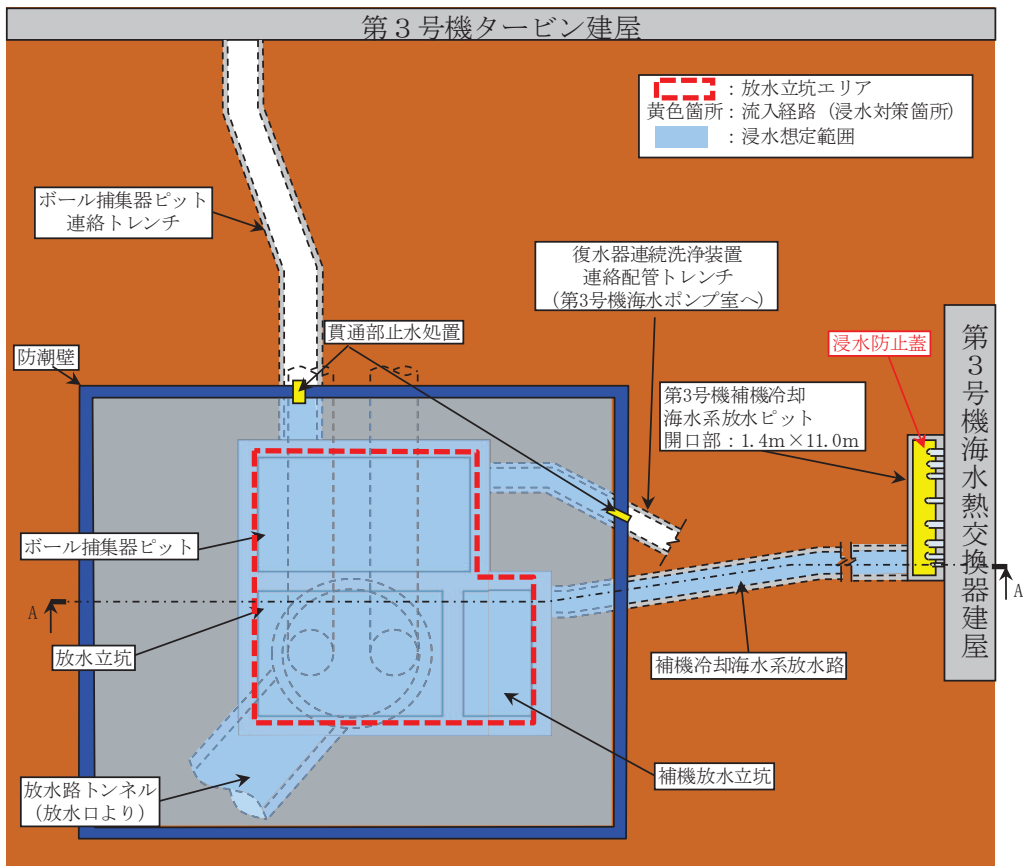 第３号機タービン建屋
：放水立坑エリア
黄色箇所：流入経路（浸水対策箇所）
：浸水想定範囲
ボール捕集器ピット
連絡トレンチ
復水器連続洗浄装置
連絡配管トレンチ
(第3号機海水ポンプ室へ)
貫通部止水処置
防潮壁
浸水防止蓋
第3号機補機冷却
海水系放水ピット
開口部：1.4m×11.0m
第３号機海水熱交換器建屋
ボール捕集器ピット
A
A
放水立坑
補機冷却海水系放水路
放水路トンネル
（放水口より）
補機放水立坑